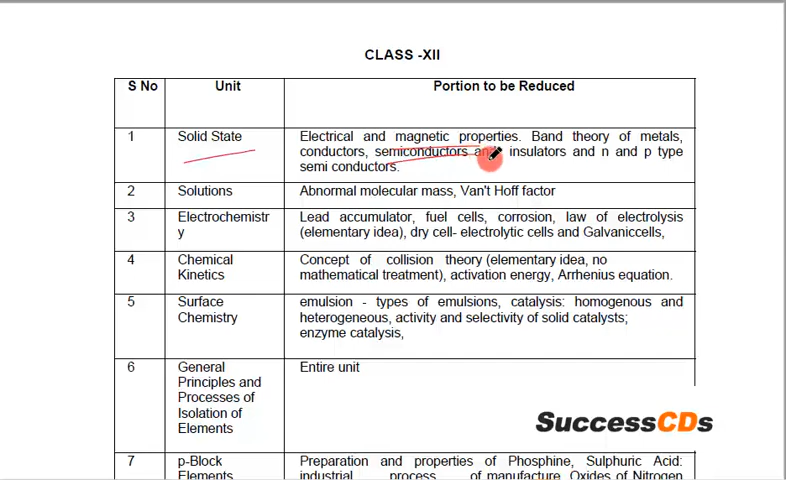 CLASS -XII
S No Unit Portion to be Reduced
1 Solid State Electrical and magnetic properties. Band theory of metals,
conductors, semiconductors and insulators and n and p type
semi conductors.
2 Solutions Abnormal molecular mass, Van't Hoff factor
3 Electrochemistr Lead accumulator, fuel cells, corrosion, law of electrolysis
y (elementary idea), dry cell- electrolytic cells and Galvaniccells,
4 Chemical Concept of collision theory (elementary idea, no
Kinetics mathematical treatment), activation energy, Arrhenius equation.
5 Surface emulsion - types of emulsions, catalysis: homogenous and
Chemistry heterogeneous, activity and selectivity of solid catalysts;
enzyme catalysis,
6 General Entire unit
Principles and
Processes of
Isolation of
Elements
SuccessCDs
7 p-Block Preparation and properties of Phosphine, Sulphuric Acid:
Elements industrial process of manufacture, Oxides of Nitrogen